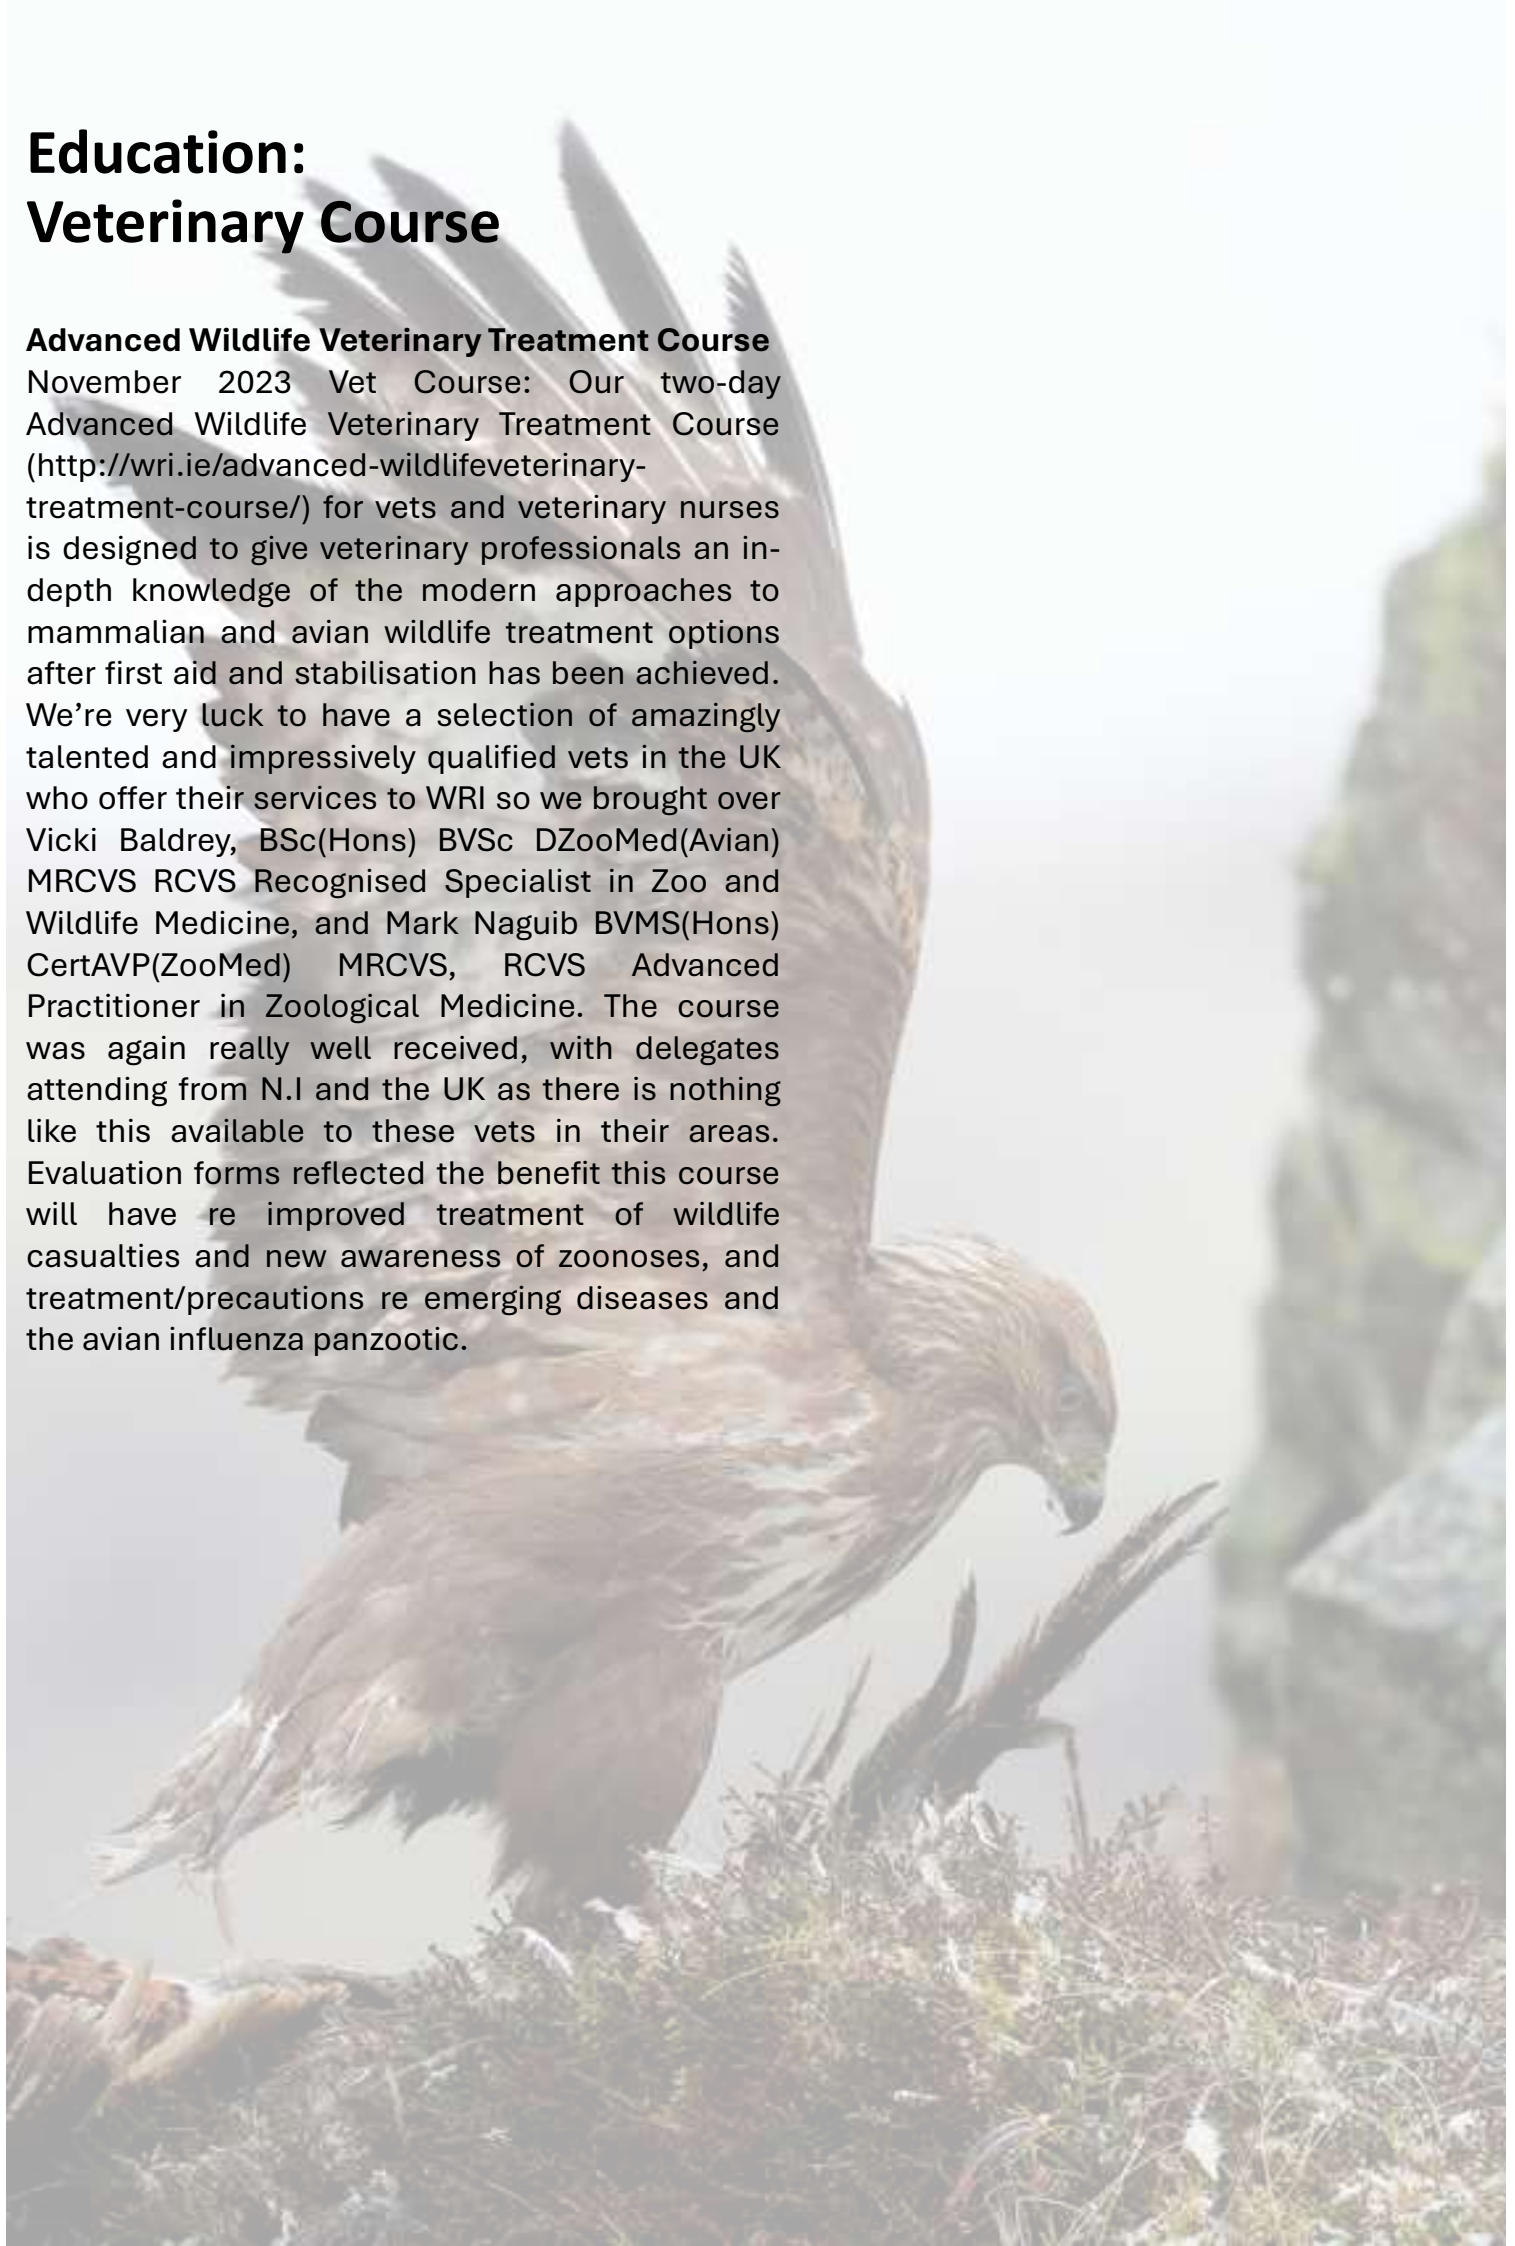 Education:
Veterinary Course
Advanced Wildlife Veterinary Treatment Course
November 2023 Vet Course: Our two-day
Advanced Wildlife Veterinary Treatment Course
(http://wri.ie/advanced-wildlifeveterinary-
treatment-course/) for vets and veterinary nurses
is designed to give veterinary professionals an in-
depth knowledge of the modern approaches to
mammalian and avian wildlife treatment options
after first aid and stabilisation has been achieved.
We’re very luck to have a selection of amazingly
talented and impressively qualified vets in the UK
who offer their services to WRI so we brought over
Vicki Baldrey, BSc(Hons) BVSc DZooMed(Avian)
MRCVS RCVS Recognised Specialist in Zoo and
Wildlife Medicine, and Mark Naguib BVMS(Hons)
CertAVP(ZooMed) MRCVS, RCVS Advanced
Practitioner in Zoological Medicine. The course
was again really well received, with delegates
attending from N.I and the UK as there is nothing
like this available to these vets in their areas.
Evaluation forms reflected the benefit this course
will have re improved treatment of wildlife
casualties and new awareness of zoonoses, and
treatment/precautions re emerging diseases and
the avian influenza panzootic.